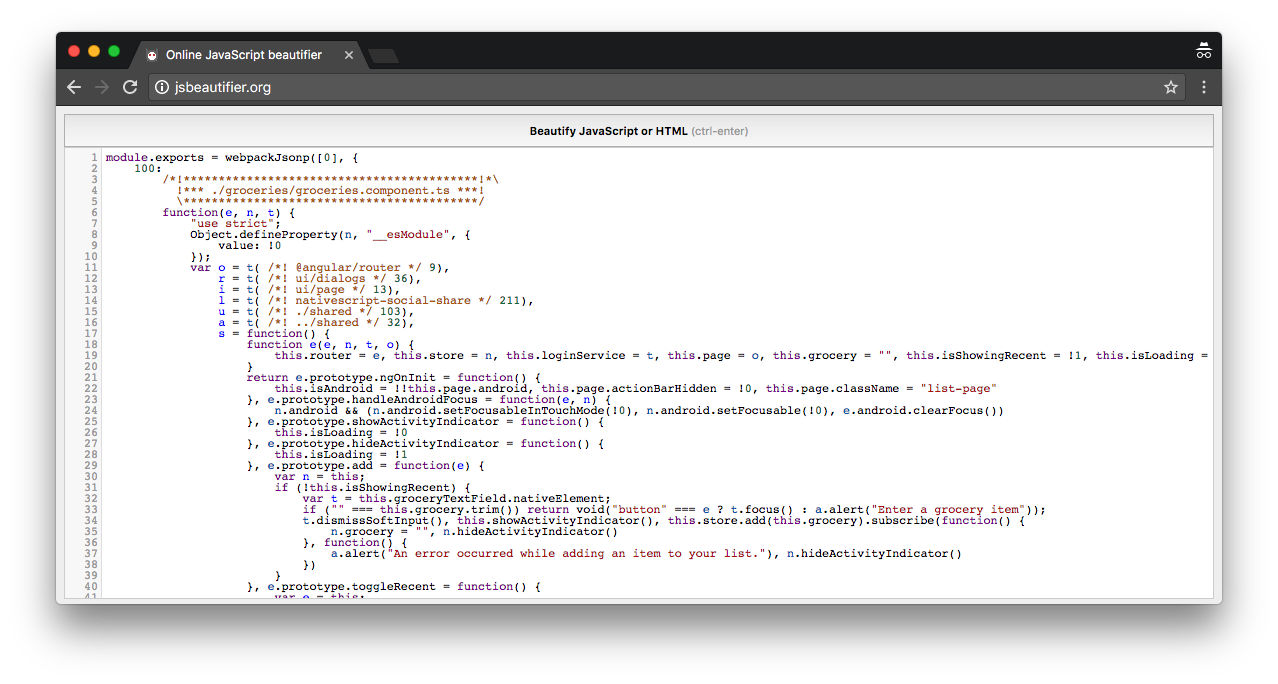 Online JavaScript beautifier
jsbeautifier.org
Beautify JavaScript or HTML (ctrl-enter)
1 module.exports = webpackJsonp([0], {
2     100:
3         /*!******************************************!*\
4           !*** ./groceries/groceries.component.ts ***!
5           \******************************************/
6         function(e, n, t) {
7             "use strict";
8             Object.defineProperty(n, "__esModule", {
9                 value: !0
10             });
11             var o = t( /*! @angular/router */ 9),
12                 r = t( /*! ui/dialogs */ 36),
13                 i = t( /*! ui/page */ 13),
14                 l = t( /*! nativescript-social-share */ 211),
15                 u = t( /*! ./shared */ 103),
16                 a = t( /*! ../shared */ 32),
17                 s = function() {
18                     function e(e, n, t, o) {
19                         this.router = e, this.store = n, this.loginService = t, this.page = o, this.grocery = "", this.isShowingRecent = !1, this.isLoading =
20                     }
21                     return e.prototype.ngOnInit = function() {
22                         this.isAndroid = !!this.page.android, this.page.actionBarHidden = !0, this.page.className = "list-page"
23                     }, e.prototype.handleAndroidFocus = function(e, n) {
24                         n.android && (n.android.setFocusableInTouchMode(!0), n.android.setFocusable(!0), e.android.clearFocus())
25                     }, e.prototype.showActivityIndicator = function() {
26                         this.isLoading = !0
27                     }, e.prototype.hideActivityIndicator = function() {
28                         this.isLoading = !1
29                     }, e.prototype.add = function(e) {
30                         var n = this;
31                         if (!this.isShowingRecent) {
32                             var t = this.groceryTextField.nativeElement;
33                             if ("" === this.grocery.trim()) return void("button" === e ? t.focus() : a.alert("Enter a grocery item"));
34                             t.dismissSoftInput(), this.showActivityIndicator(), this.store.add(this.grocery).subscribe(function() {
35                                 n.grocery = "", n.hideActivityIndicator()
36                             }, function() {
37                                 a.alert("An error occurred while adding an item to your list."), n.hideActivityIndicator()
38                             })
39                         }
40                     }, e.prototype.toggleRecent = function() {
41                         var e = this;